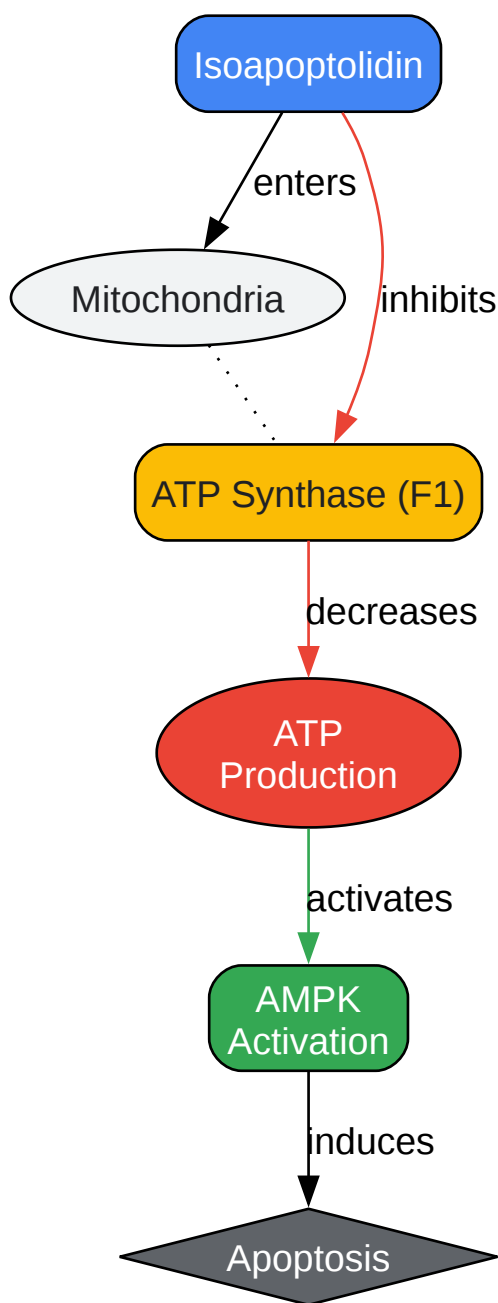 Isoapoptolidin
enters
Mitochondria
inhibits
ATP Synthase (F1)
decreases
ATP
Production
activates
AMPK
Activation
induces
Apoptosis